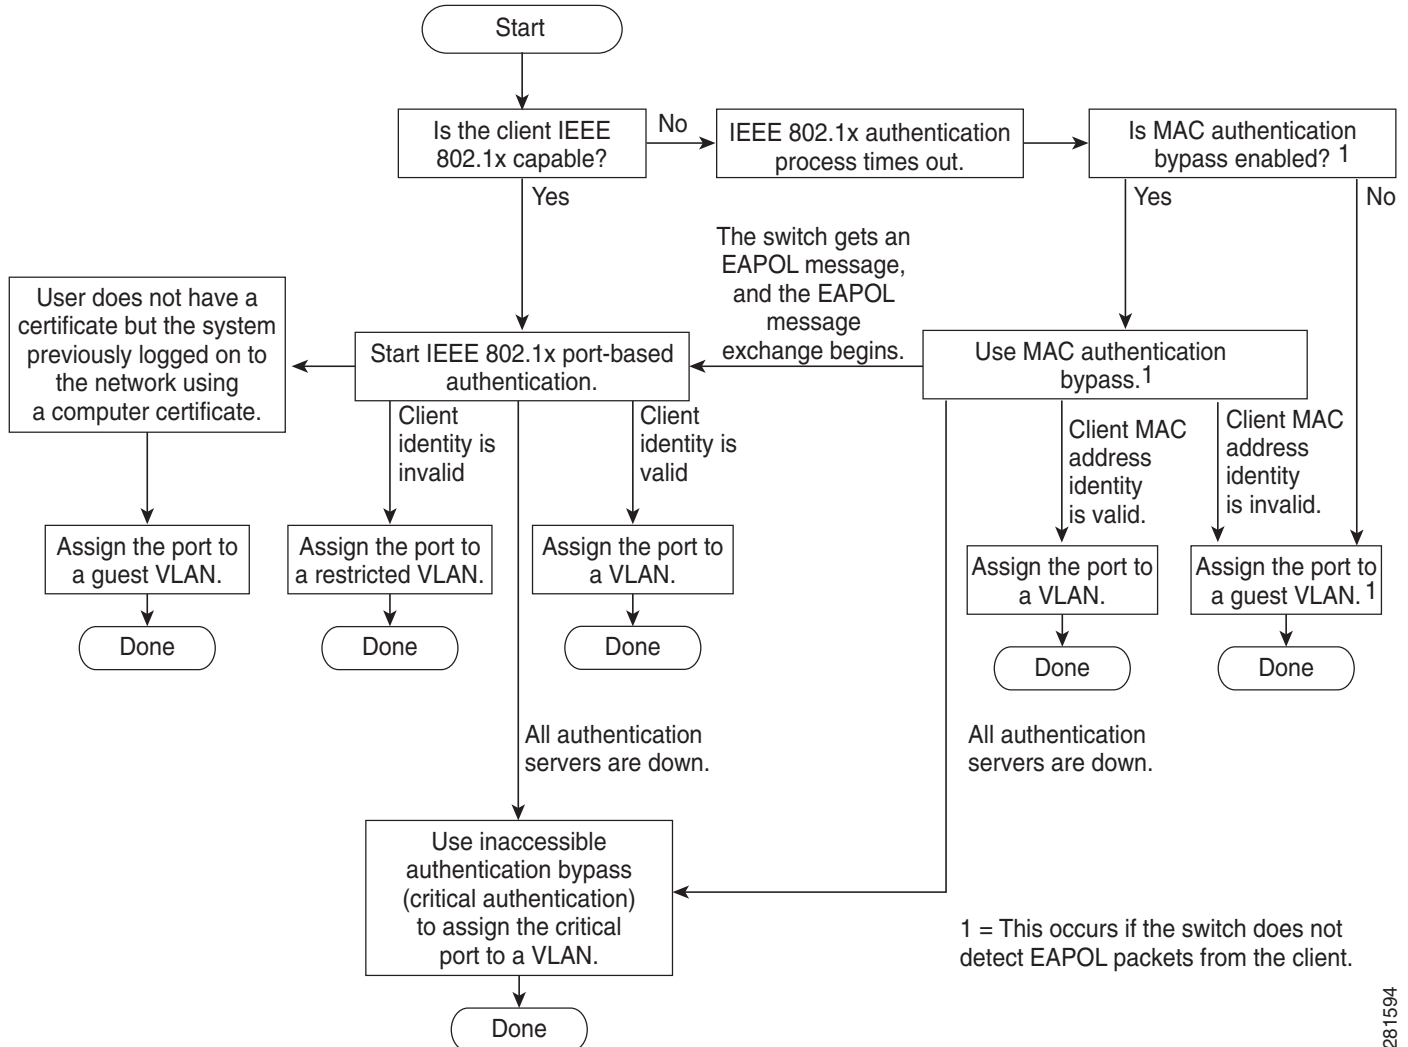 Start
Is the client IEEE
802.1x capable?
No
IEEE 802.1x authentication
process times out.
Is MAC authentication
bypass enabled? 1
Yes
Yes
No
The switch gets an
EAPOL message,
and the EAPOL
message
exchange begins.
User does not have a
certificate but the system
previously logged on to
the network using
a computer certificate.
Start IEEE 802.1x port-based
authentication.
Use MAC authentication
bypass.1
Client
identity is
invalid
Client
identity is
valid
Client MAC
address
identity
is valid.
Client MAC
address
identity
is invalid.
Assign the port to
a guest VLAN.
Assign the port to
a restricted VLAN.
Assign the port to
a VLAN.
Assign the port to
a VLAN.
Assign the port to
a guest VLAN. 1
Done
Done
Done
Done
Done
All authentication
servers are down.
All authentication
servers are down.
Use inaccessible
authentication bypass
(critical authentication)
to assign the critical
port to a VLAN.
Done
1 = This occurs if the switch does not
detect EAPOL packets from the client.
281594